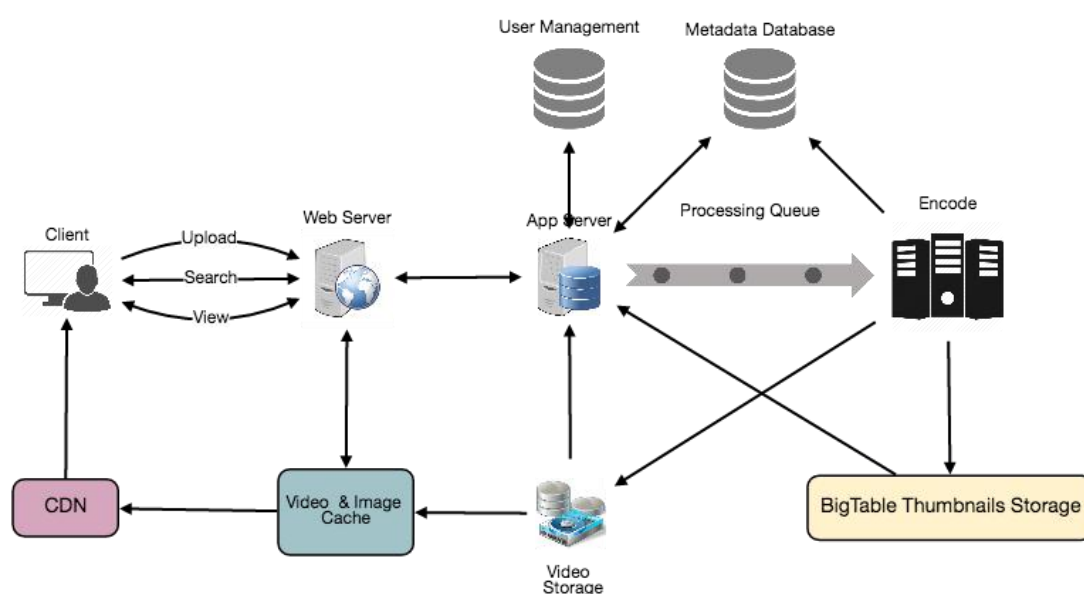 User Management
Metadata Database
Web Server
App Server
Processing Queue
Encode
Client
Upload
Search
View
CDN
Video & Image
Cache
BigTable Thumbnails Storage
Video
Storage